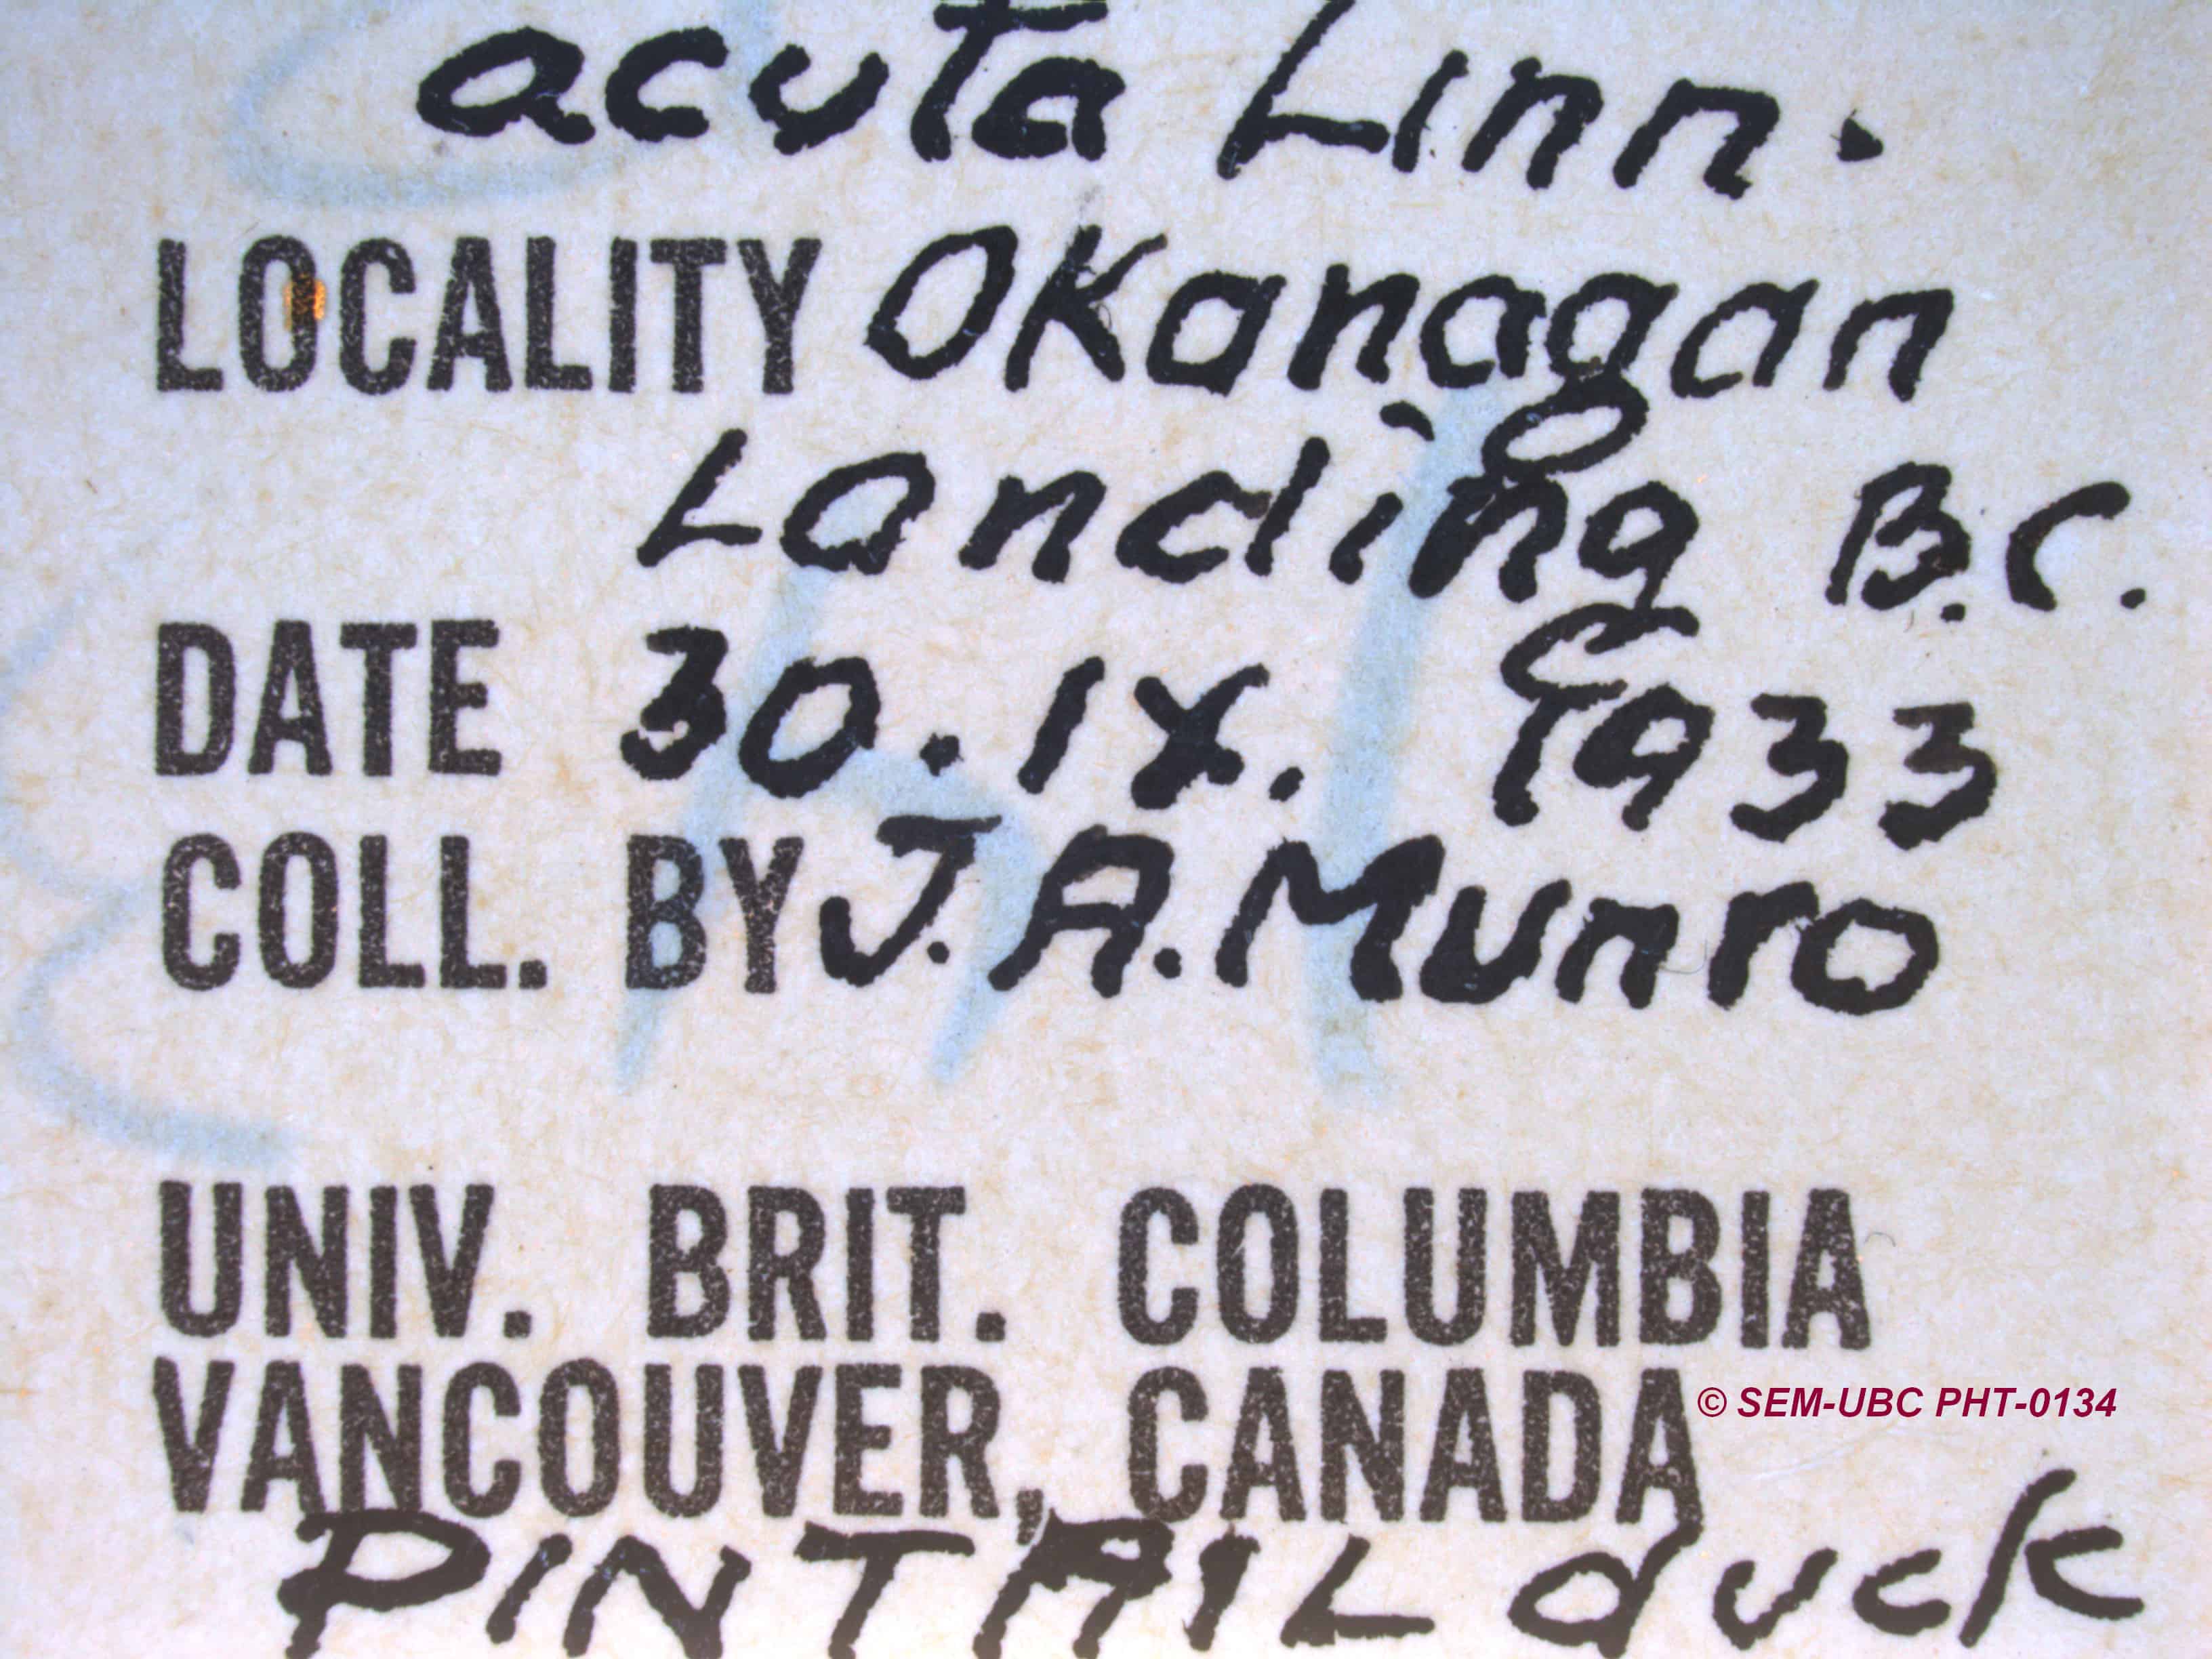 acuta Linn.
LOCALITY Okanagan
Landing B.C.
DATE 30. IX. 1933
COLL. BY J. A. Munro
UNIV. BRIT. COLUMBIA
VANCOUVER, CANADA
© SEM-UBC PHT-0134
PINTAIL duck